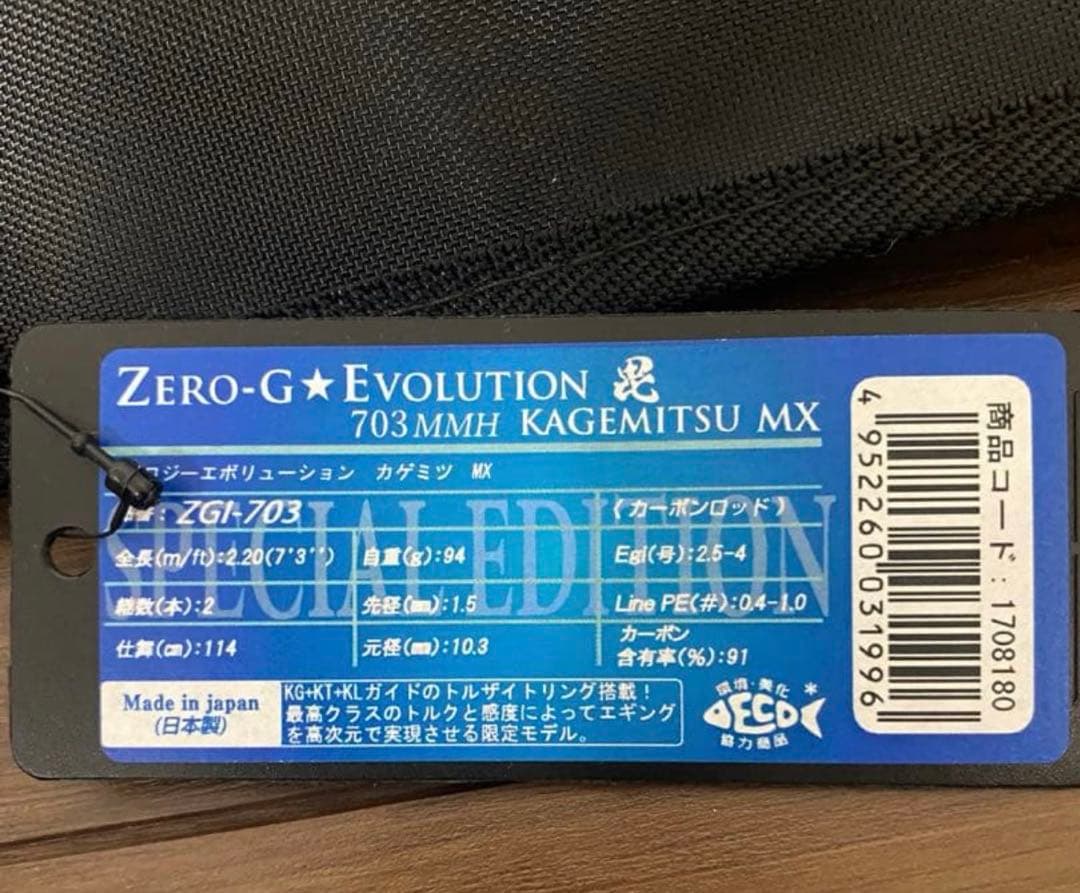 ZERO-G★EVOLUTION 毘
703MMH KAGEMITSU MX
ロジーエボリューション カゲミツ MX
SPECIAL EDITION
ZGI-703
(カーボンロッド)
全長(m/ft):2.20(7'3'')
自重(g):94
Egi(号):2.5-4
継数(本):2
先径(㎜):1.5
Line PE(#):0.4-1.0
仕舞(㎝):114
元径(㎜):10.3
カーボン
含有率(%):91
Made in japan
(日本製)
KG+KT+KLガイドのトルザイトリング搭載!
最高クラスのトルクと感度によってエギング
を高次元で実現させる限定モデル。
環境・美化
DECO
協力商品
*
商品コード:1708180
4952260031996